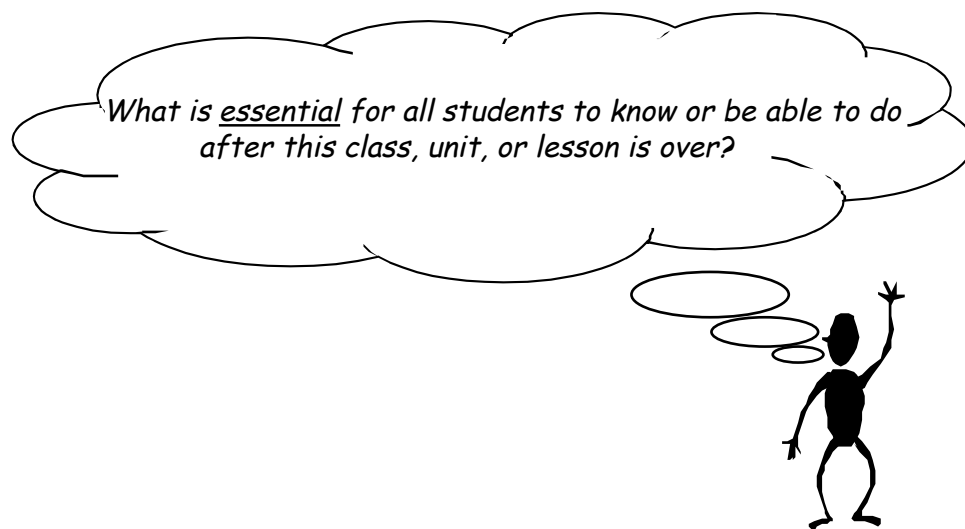 What is essential for all students to know or be able to do
after this class, unit, or lesson is over?